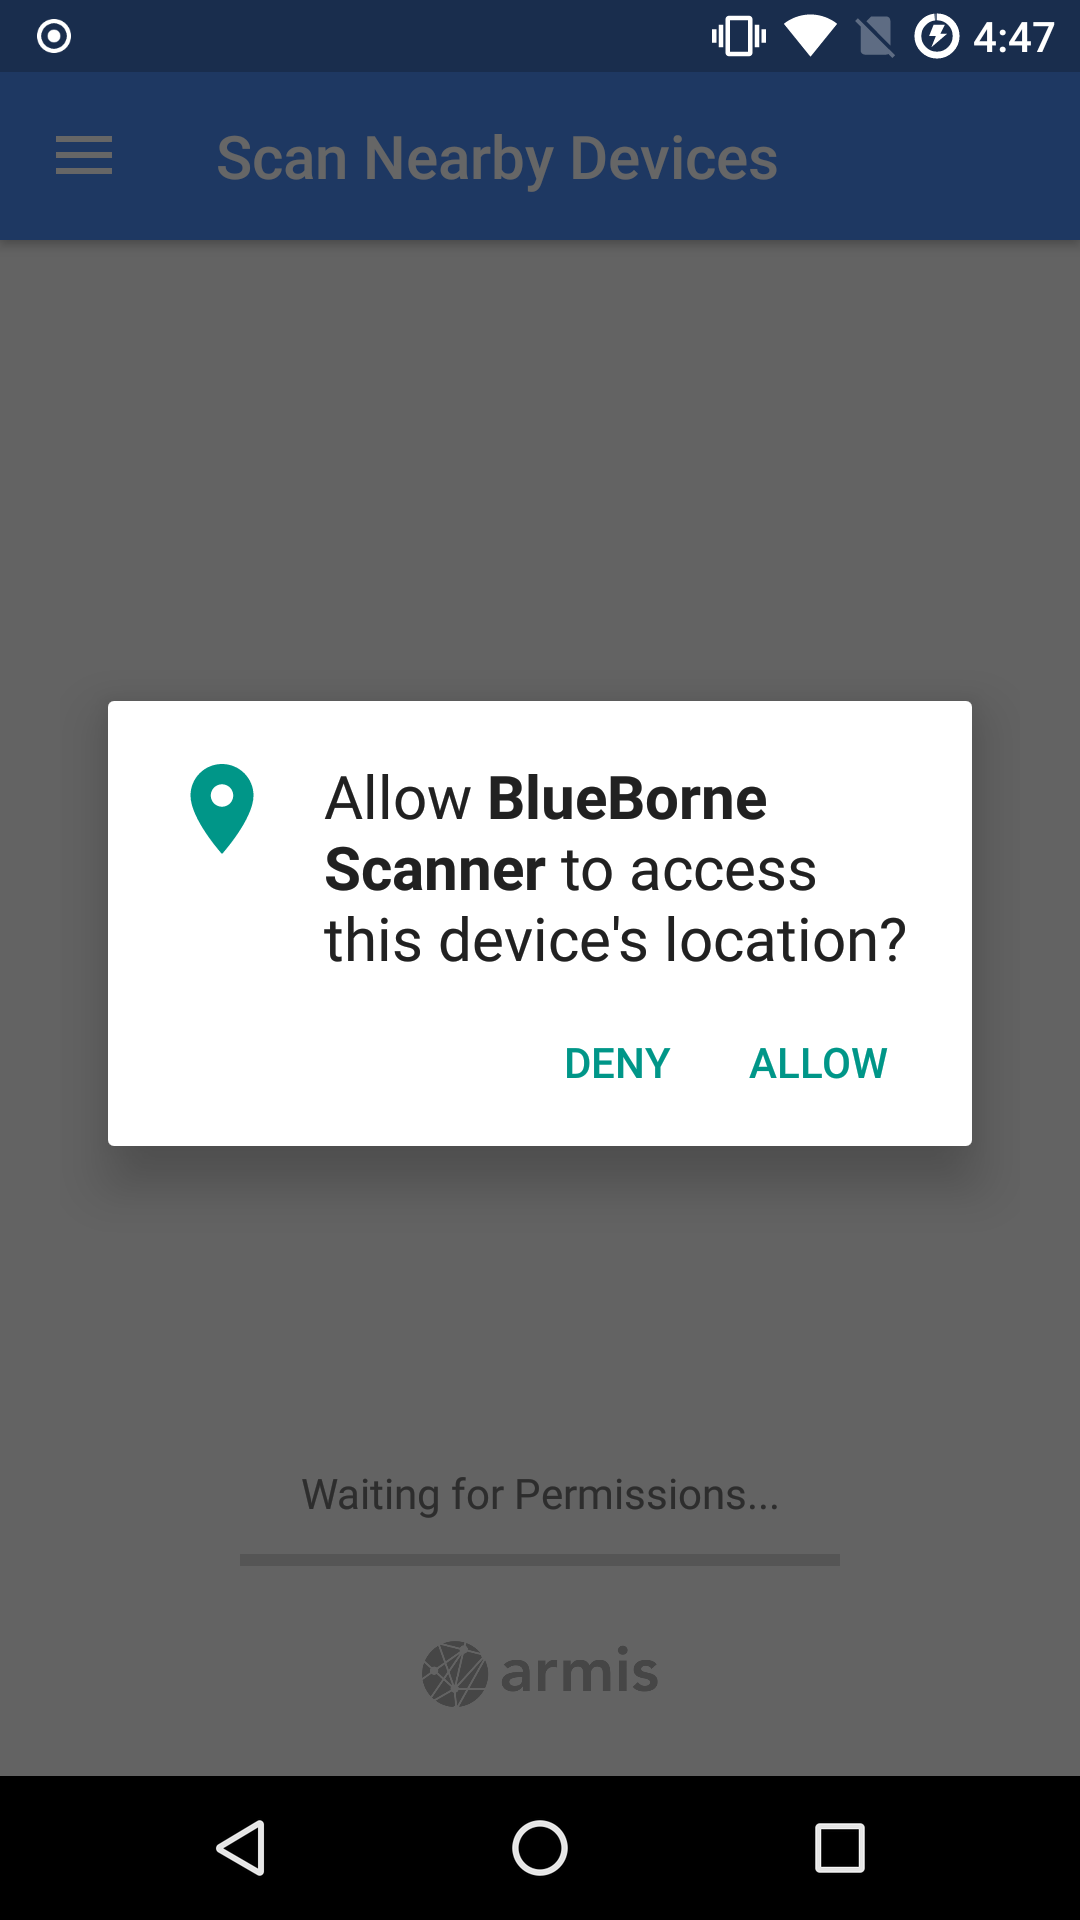 4:47
Scan Nearby Devices
Allow BlueBorne
Scanner to access
this device's location?
DENY ALLOW
Waiting for Permissions...
armis